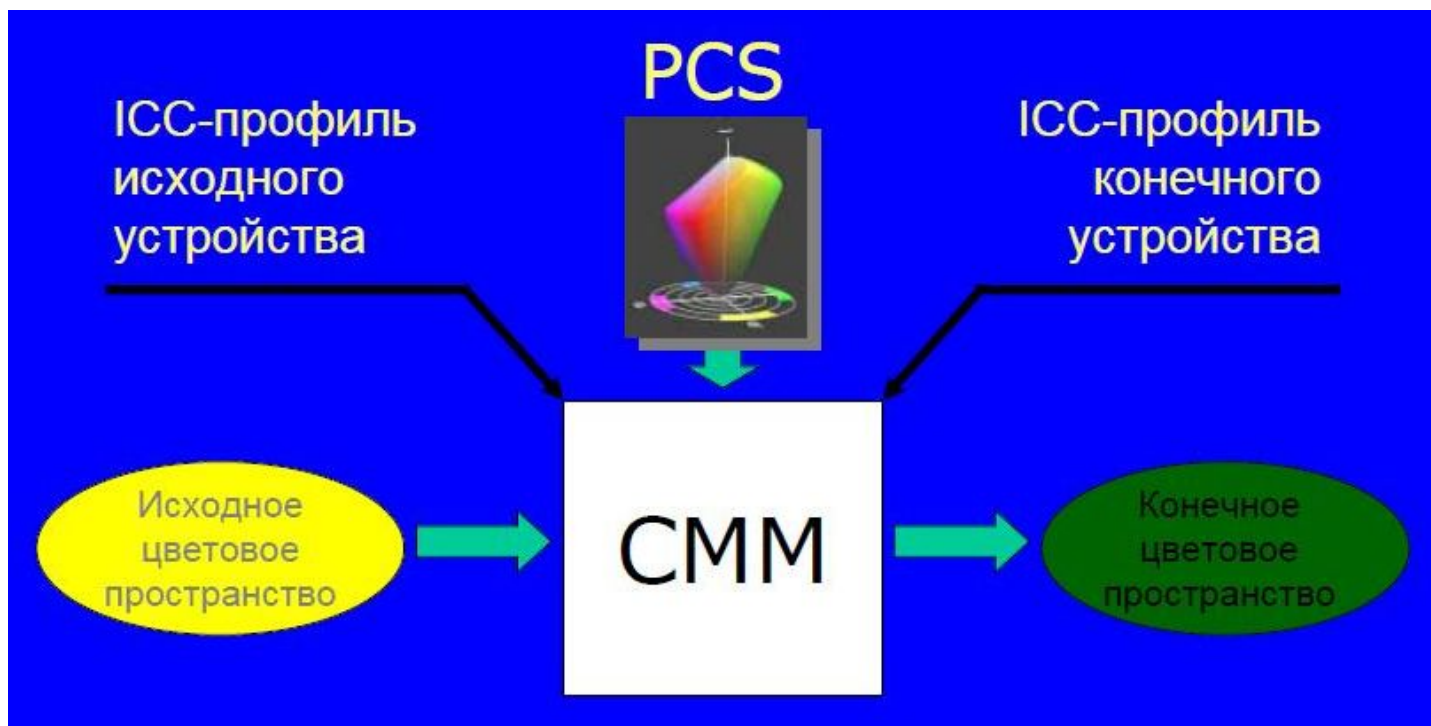 PCS
ICC-профиль
исходного
устройства
ICC-профиль
конечного
устройства
Исходное
цветовое
пространство
CMM
Конечное
цветовое
пространство